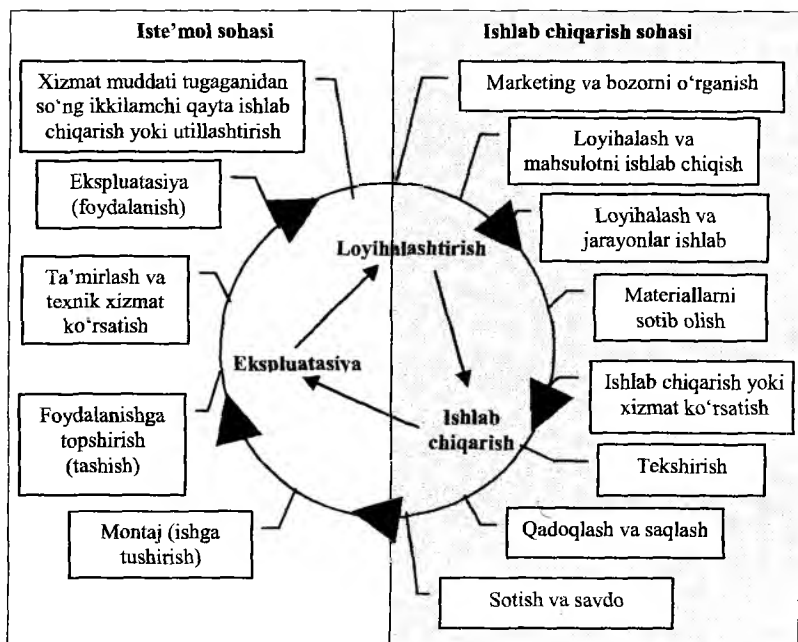 Iste’mol sohasi
Xizmat muddati tugaganidan
so‘ng ikkilamchi qayta ishlab
chiqarish yoki utillashtirish
Ekspluatasiya
(foydalanish)
Ta’mirlash va
texnik xizmat
ko‘rsatish
Foydalanishga
topshirish
(tashish)
Montaj (ishga
tushirish)
Ishlab chiqarish sohasi
Marketing va bozorni o‘rganish
Loyihalash va
mahsulotni ishlab chiqish
Loyihalash va
jarayonlar ishlab
Materiallarni
sotib olish
Ishlab chiqarish yoki
xizmat ko‘rsatish
Tekshirish
Qadoqlash va saqlash
Sotish va savdo
Loyihalashtirish
Ekspluatasiya
Ishlab
chiqarish